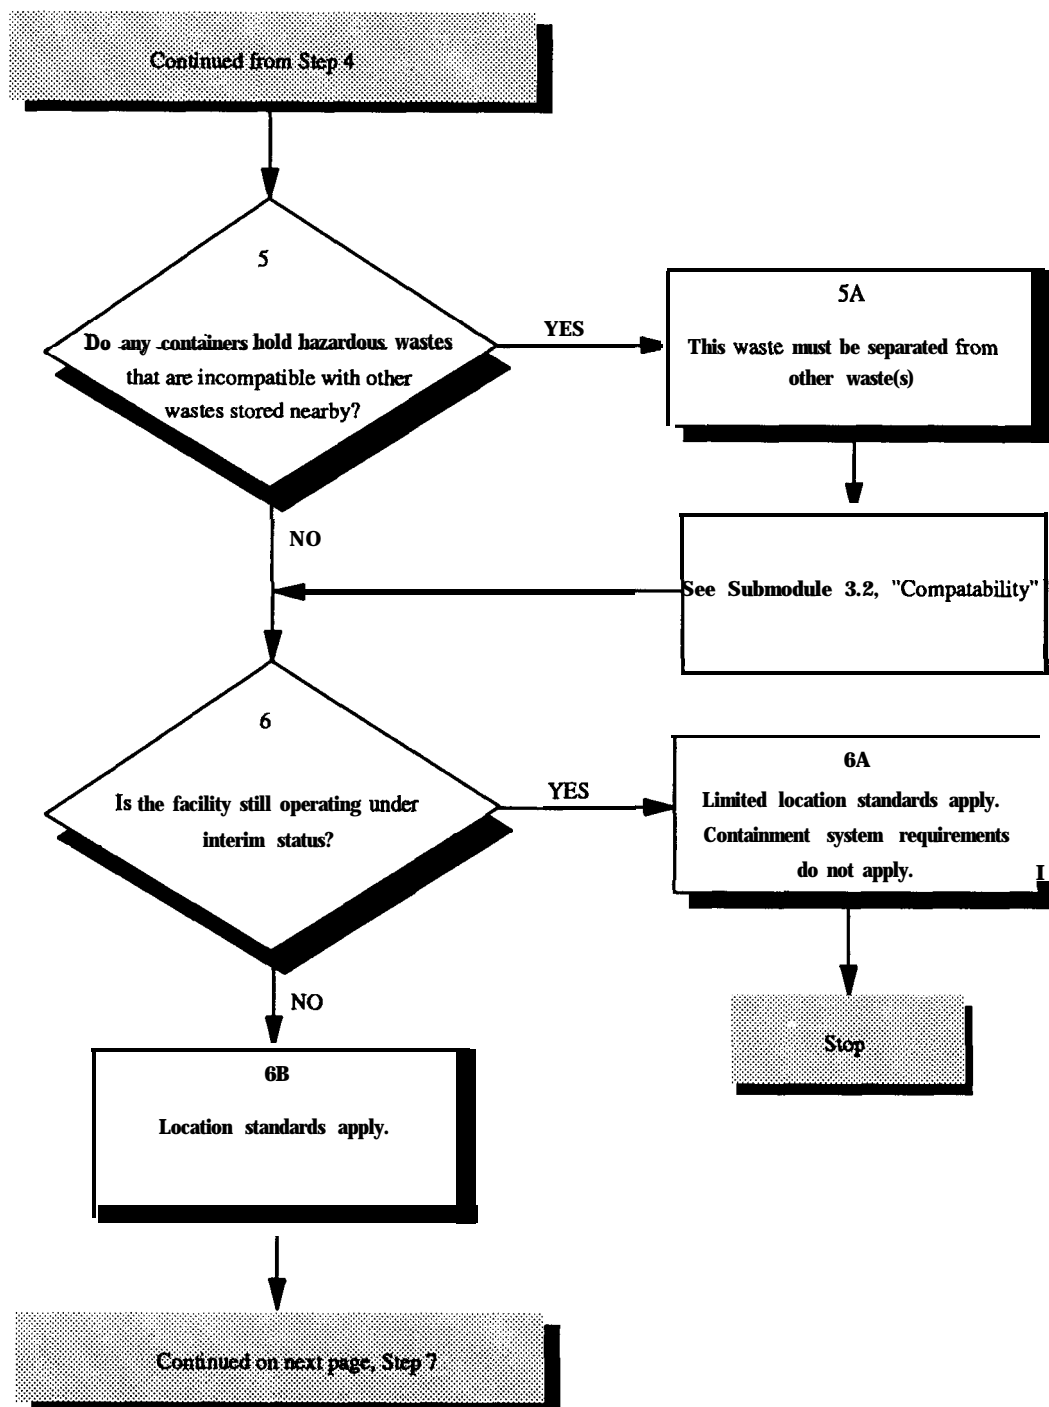 Continued from Step 4
5
Do any containers hold hazardous wastes
that are incompatible with other
wastes stored nearby?
YES
5A
This waste must be separated from
other waste(s)
NO
See Submodule 3.2, "Compatability"
6
Is the facility still operating under
interim status?
YES
6A
Limited location standards apply.
Containment system requirements
do not apply.
Stop
NO
6B
Location standards apply.
Continued on next page, Step 7